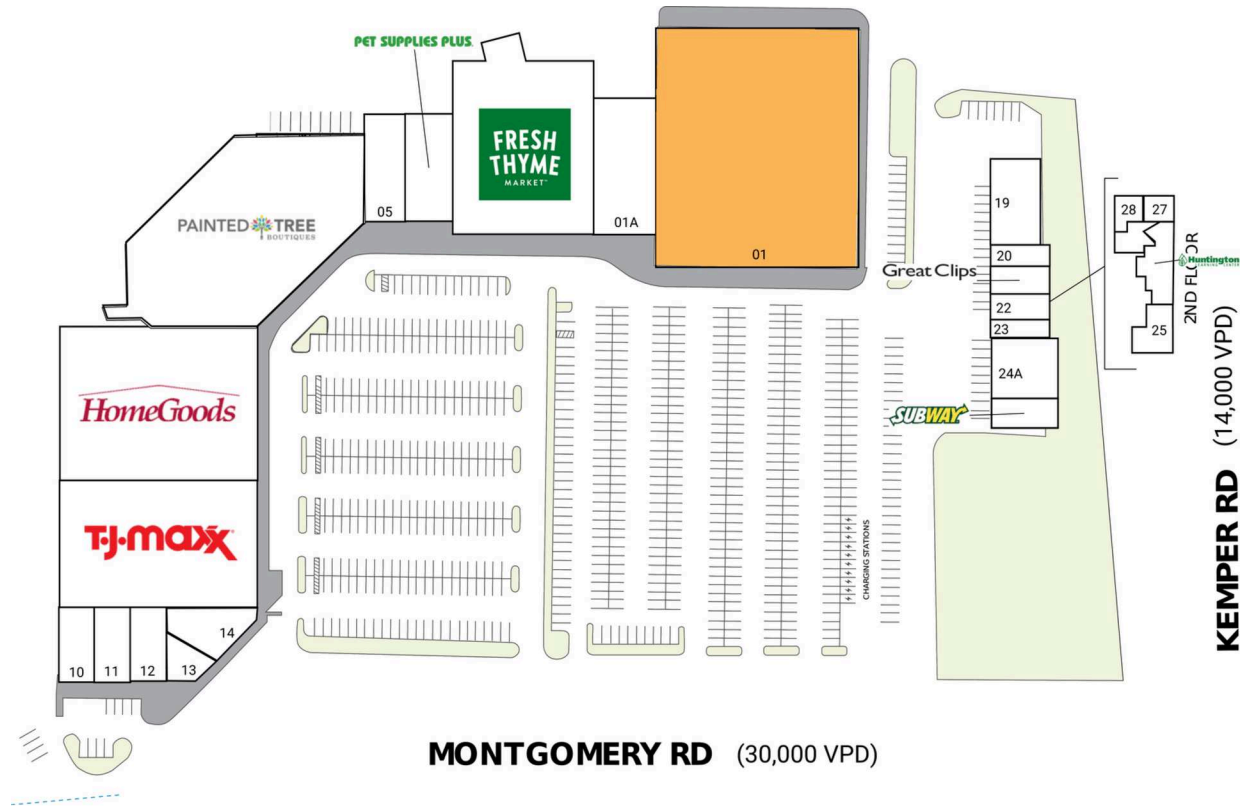 PET SUPPLIES PLUS.
FRESH
THYME
MARKET
PAINTED TREE
BOUTIQUES
05
01A
01
19
20
Great Clips
22
23
24A
SUBWAY
28
27
Huntington
LEARNING CENTER
2ND FLOOR
25
HomeGoods
T·J·maxx
10
11
12
13
14
CHARGING STATIONS
KEMPER RD (14,000 VPD)
MONTGOMERY RD (30,000 VPD)